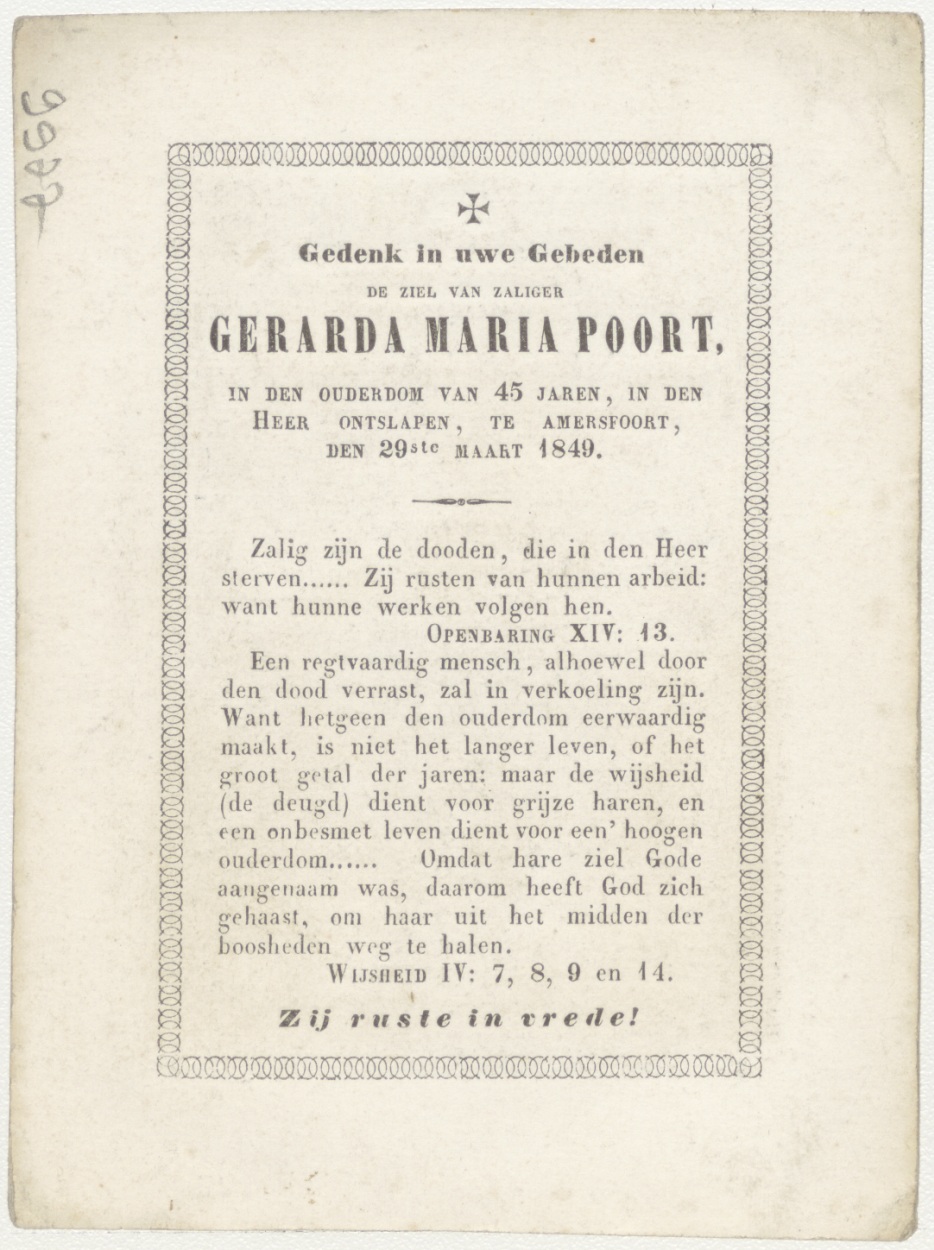 ✠
Gedenk in uwe Gebeden
DE ZIEL VAN ZALIGER
GERARDA MARIA POORT,
IN DEN OUDERDOM VAN 45 JAREN, IN DEN
HEER ONTSLAPEN, TE AMERSFOORT,
DEN 29ste MAART 1849.
Zalig zijn de dooden, die in den Heer
sterven...... Zij rusten van hunnen arbeid:
want hunne werken volgen hen.
OPENBARING XIV: 13.
Een regtvaardig mensch, alhoewel door
den dood verrast, zal in verkoeling zijn.
Want hetgeen den ouderdom eerwaardig
maakt, is niet het langer leven, of het
groot getal der jaren: maar de wijsheid
(de deugd) dient voor grijze haren, en
een onbesmet leven dient voor een' hoogen
ouderdom...... Omdat hare ziel Gode
aangenaam was, daarom heeft God zich
gehaast, om haar uit het midden der
boosheden weg te halen.
WIJSHEID IV: 7, 8, 9 en 14.
Zij ruste in vrede!